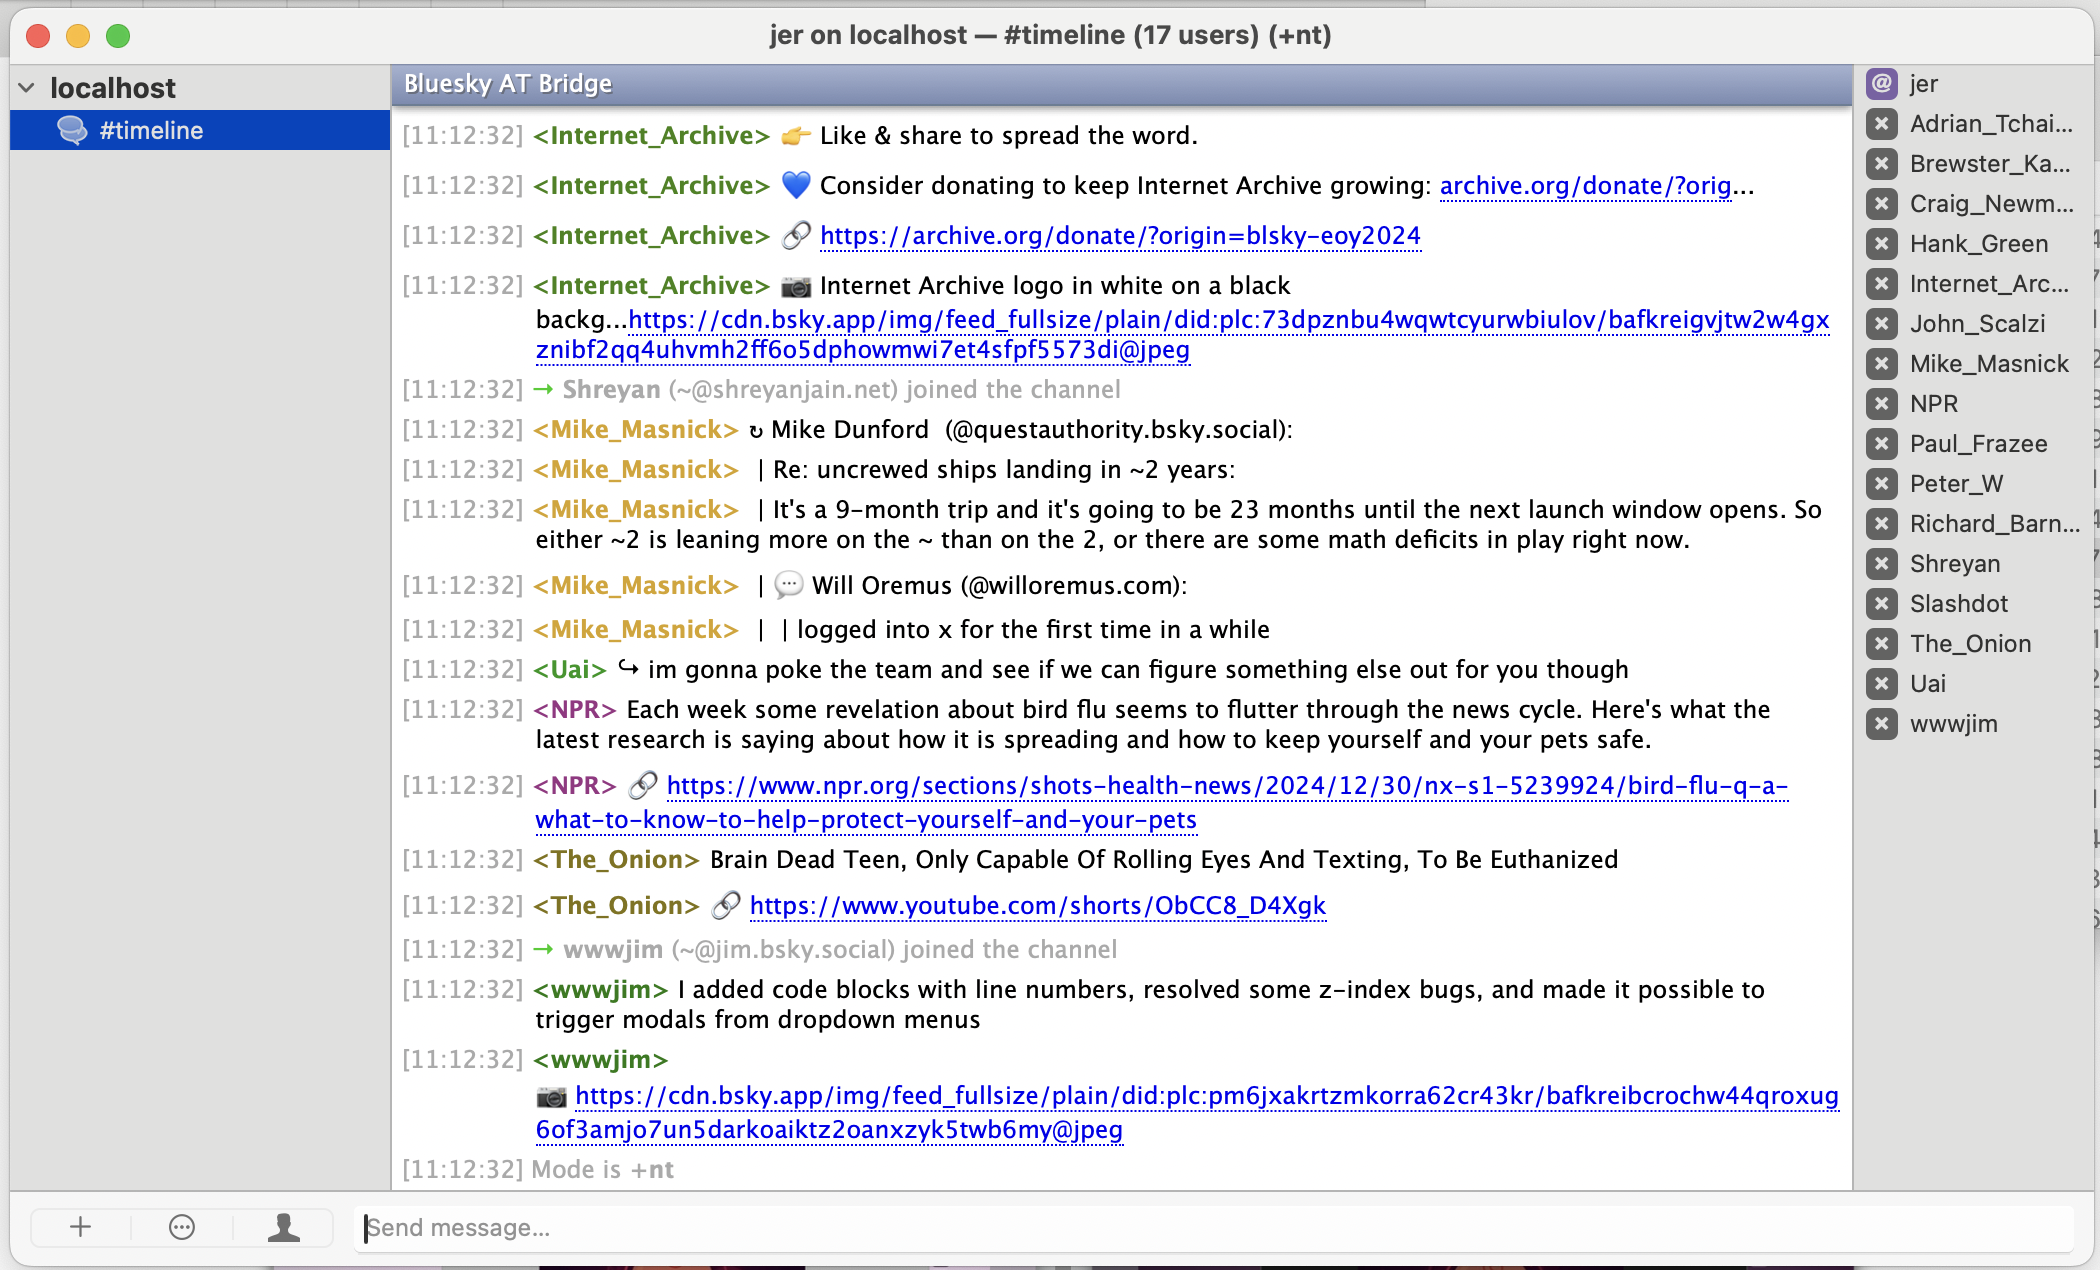 jer on localhost — #timeline (17 users) (+nt)
localhost
#timeline
Bluesky AT Bridge
[11:12:32] <Internet_Archive> 👉 Like & share to spread the word.
[11:12:32] <Internet_Archive> 💙 Consider donating to keep Internet Archive growing: archive.org/donate/?orig...
[11:12:32] <Internet_Archive> 🔗 https://archive.org/donate/?origin=blsky-eoy2024
[11:12:32] <Internet_Archive> 📷 Internet Archive logo in white on a black
backg...https://cdn.bsky.app/img/feed_fullsize/plain/did:plc:73dpznbu4wqwtcyurwbiulov/bafkreigvjtw2w4gx
znibf2qq4uhvmh2ff6o5dphowmwi7et4sfpf5573di@jpeg
[11:12:32] → Shreyan (~@shreyanjain.net) joined the channel
[11:12:32] <Mike_Masnick> ↻ Mike Dunford (@questauthority.bsky.social):
[11:12:32] <Mike_Masnick> | Re: uncrewed ships landing in ~2 years:
[11:12:32] <Mike_Masnick> | It's a 9-month trip and it's going to be 23 months until the next launch window opens. So
either ~2 is leaning more on the ~ than on the 2, or there are some math deficits in play right now.
[11:12:32] <Mike_Masnick> | 💬 Will Oremus (@willoremus.com):
[11:12:32] <Mike_Masnick> | | logged into x for the first time in a while
[11:12:32] <Uai> ↪ im gonna poke the team and see if we can figure something else out for you though
[11:12:32] <NPR> Each week some revelation about bird flu seems to flutter through the news cycle. Here's what the
latest research is saying about how it is spreading and how to keep yourself and your pets safe.
[11:12:32] <NPR> 🔗 https://www.npr.org/sections/shots-health-news/2024/12/30/nx-s1-5239924/bird-flu-q-a-
what-to-know-to-help-protect-yourself-and-your-pets
[11:12:32] <The_Onion> Brain Dead Teen, Only Capable Of Rolling Eyes And Texting, To Be Euthanized
[11:12:32] <The_Onion> 🔗 https://www.youtube.com/shorts/ObCC8_D4Xgk
[11:12:32] → wwwjim (~@jim.bsky.social) joined the channel
[11:12:32] <wwwjim> I added code blocks with line numbers, resolved some z-index bugs, and made it possible to
trigger modals from dropdown menus
[11:12:32] <wwwjim>
📷 https://cdn.bsky.app/img/feed_fullsize/plain/did:plc:pm6jxakrtzmkorra62cr43kr/bafkreibcrochw44qroxug
6of3amjo7un5darkoaiktz2oanxzyk5twb6my@jpeg
[11:12:32] Mode is +nt
Send message...
@ jer
Adrian_Tchai...
Brewster_Ka...
Craig_Newm...
Hank_Green
Internet_Arc...
John_Scalzi
Mike_Masnick
NPR
Paul_Frazee
Peter_W
Richard_Barn...
Shreyan
Slashdot
The_Onion
Uai
wwwjim